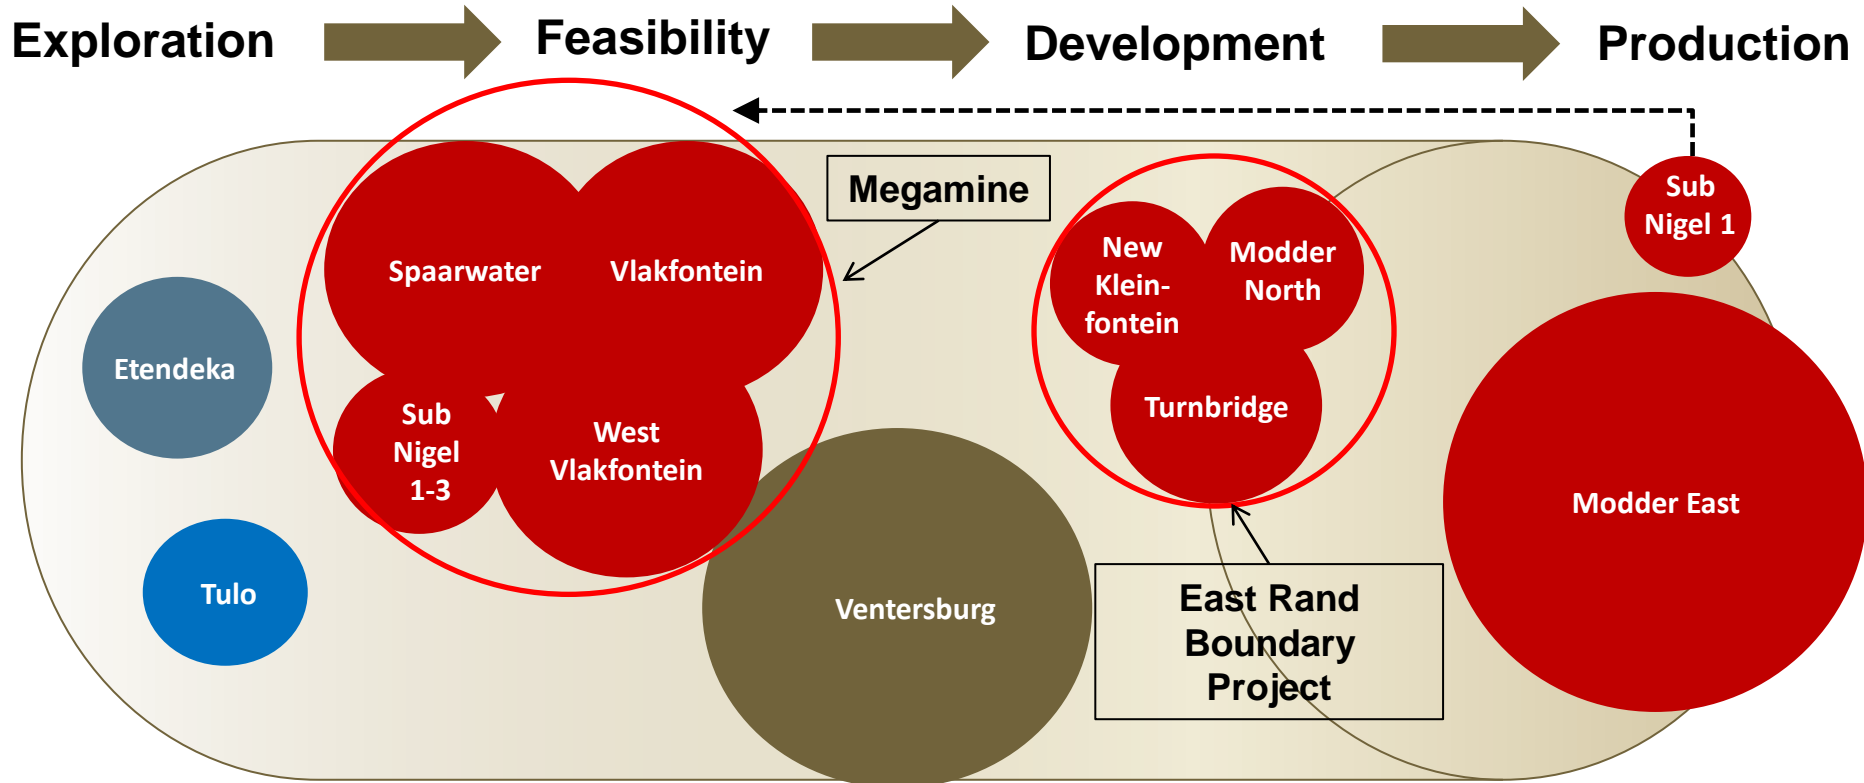 Exploration
Feasibility
Development
Production
Megamine
Sub
Nigel 1
Spaarwater
Vlakfontein
New
Klein-
fontein
Modder
North
Etendeka
Turnbridge
Sub
Nigel
1-3
West
Vlakfontein
Modder East
Tulo
Ventersburg
East Rand
Boundary
Project